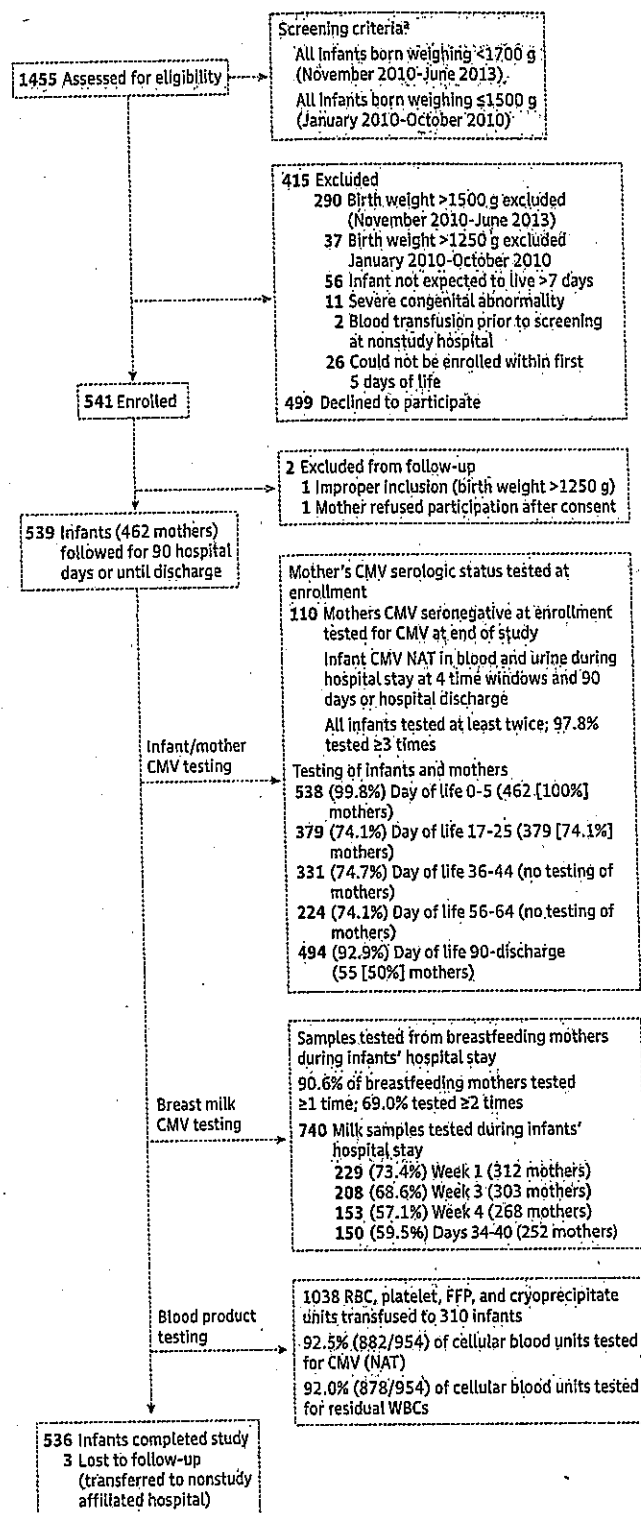 1455 Assessed for eligibility
Screening criteriaª
All infants born weighing <1700 g
(November 2010-June 2013)
All infants born weighing ≤1500 g
(January 2010-October 2010)
415 Excluded
290 Birth weight >1500 g excluded
(November 2010-June 2013)
37 Birth weight >1250 g excluded
January 2010-October 2010
56 Infant not expected to live >7 days
11 Severe congenital abnormality
2 Blood transfusion prior to screening
at nonstudy hospital
26 Could not be enrolled within first
5 days of life
499 Declined to participate
541 Enrolled
2 Excluded from follow-up
1 Improper inclusion (birth weight >1250 g)
1 Mother refused participation after consent
539 Infants (462 mothers)
followed for 90 hospital
days or until discharge
Mother's CMV serologic status tested at
enrollment
110 Mothers CMV seronegative at enrollment
tested for CMV at end of study
Infant CMV NAT in blood and urine during
hospital stay at 4 time windows and 90
days or hospital discharge
All infants tested at least twice; 97.8%
tested ≥3 times
Infant/mother
CMV testing
Testing of infants and mothers
538 (99.8%) Day of life 0-5 (462 [100%]
mothers)
379 (74.1%) Day of life 17-25 (379 [74.1%]
mothers)
331 (74.7%) Day of life 36-44 (no testing of
mothers)
224 (74.1%) Day of life 56-64 (no testing of
mothers)
494 (92.9%) Day of life 90-discharge
(55 [50%] mothers)
Samples tested from breastfeeding mothers
during infants' hospital stay
90.6% of breastfeeding mothers tested
≥1 time; 69.0% tested ≥2 times
Breast milk
CMV testing
740 Milk samples tested during infants'
hospital stay
229 (73.4%) Week 1 (312 mothers)
208 (68.6%) Week 3 (303 mothers)
153 (57.1%) Week 4 (268 mothers)
150 (59.5%) Days 34-40 (252 mothers)
Blood product
testing
1038 RBC, platelet, FFP, and cryoprecipitate
units transfused to 310 infants
92.5% (882/954) of cellular blood units tested
for CMV (NAT)
92.0% (878/954) of cellular blood units tested
for residual WBCs
536 Infants completed study
3 Lost to follow-up
(transferred to nonstudy
affiliated hospital)